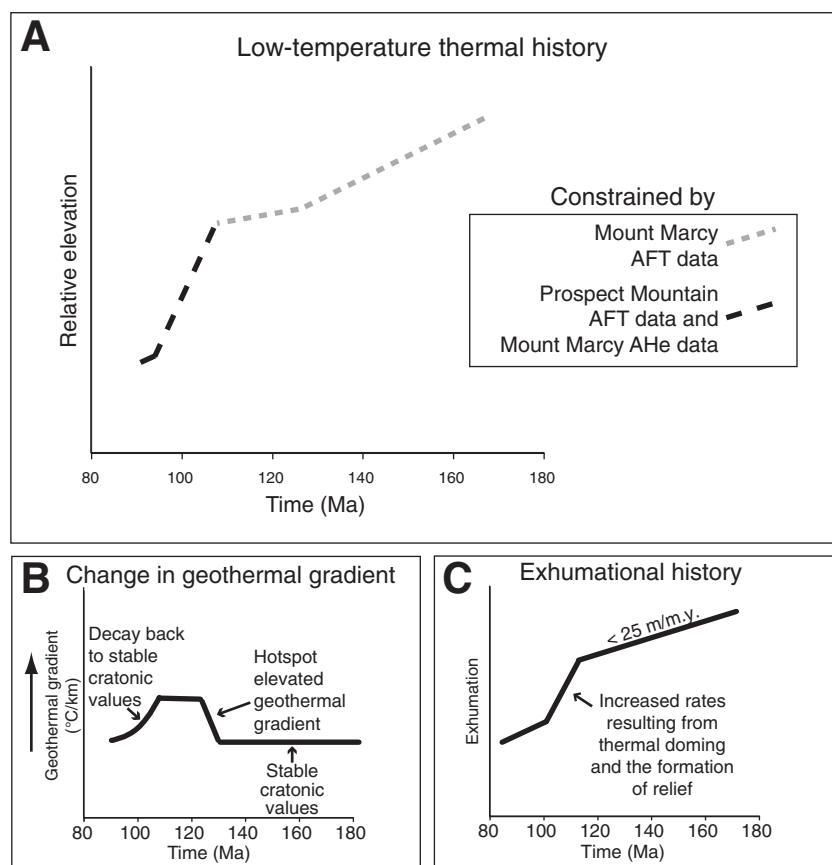 A
Low-temperature thermal history
Relative elevation
Constrained by
Mount Marcy
AFT data
Prospect Mountain
AFT data and
Mount Marcy AHe data
80 100 120 140 160 180
Time (Ma)
B
Change in geothermal gradient
Geothermal gradient
(°C/km)
Decay back
to stable
cratonic
values
Hotspot
elevated
geothermal
gradient
Stable
cratonic
values
80 100 120 140 160 180
Time (Ma)
C
Exhumational history
Exhumation
< 25 m/m.y.
Increased rates
resulting from
thermal doming
and the formation
of relief
80 100 120 140 160 180
Time (Ma)